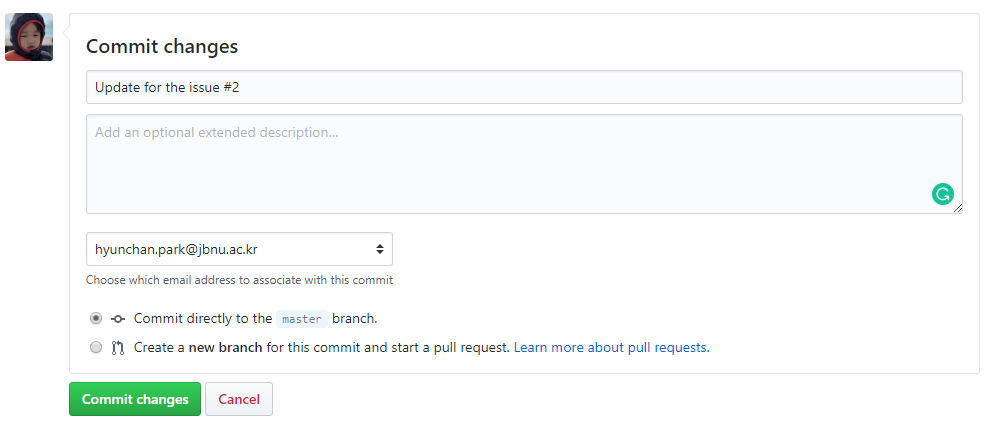 Commit changes
Update for the issue #2
Add an optional extended description...
hyunchan.park@jbnu.ac.kr
Choose which email address to associate with this commit
Commit directly to the master branch.
Create a new branch for this commit and start a pull request. Learn more about pull requests.
Commit changes Cancel